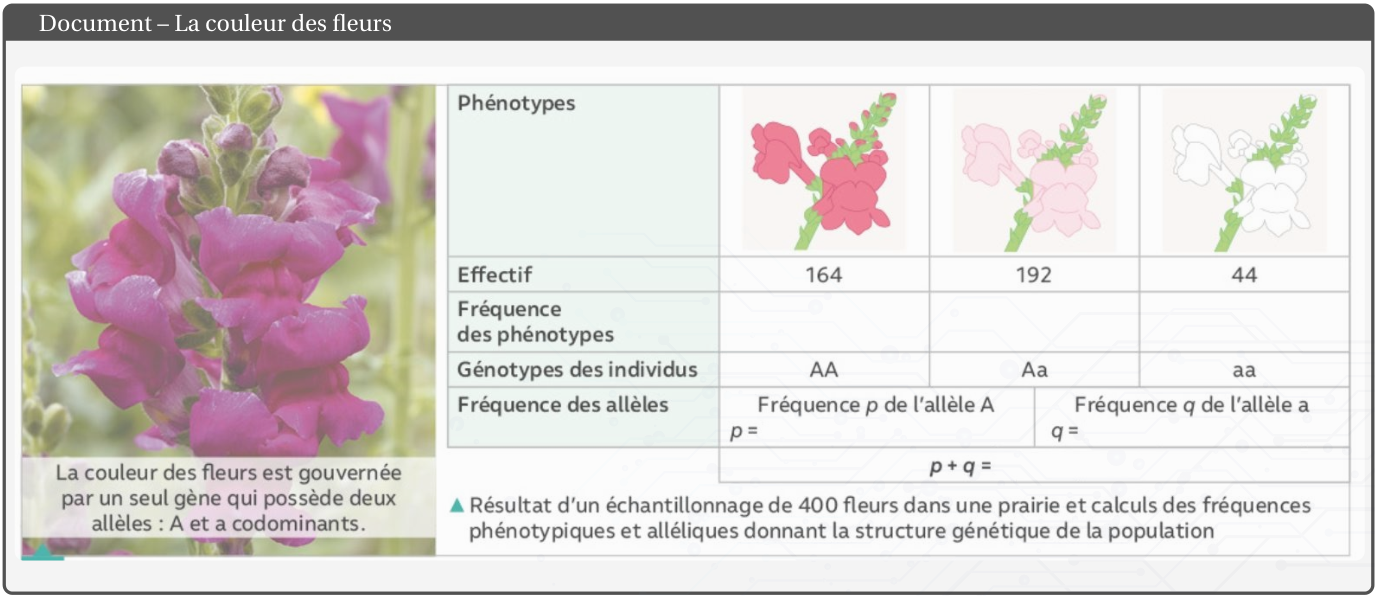 Document – La couleur des fleurs
Phénotypes
Effectif 164 192 44
Fréquence
des phénotypes
Génotypes des individus AA Aa aa
Fréquence des allèles Fréquence p de l'allèle A Fréquence q de l'allèle a
p = q =
p + q =
La couleur des fleurs est gouvernée
par un seul gène qui possède deux
allèles : A et a codominants.
▲ Résultat d'un échantillonnage de 400 fleurs dans une prairie et calculs des fréquences
phénotypiques et alléliques donnant la structure génétique de la population